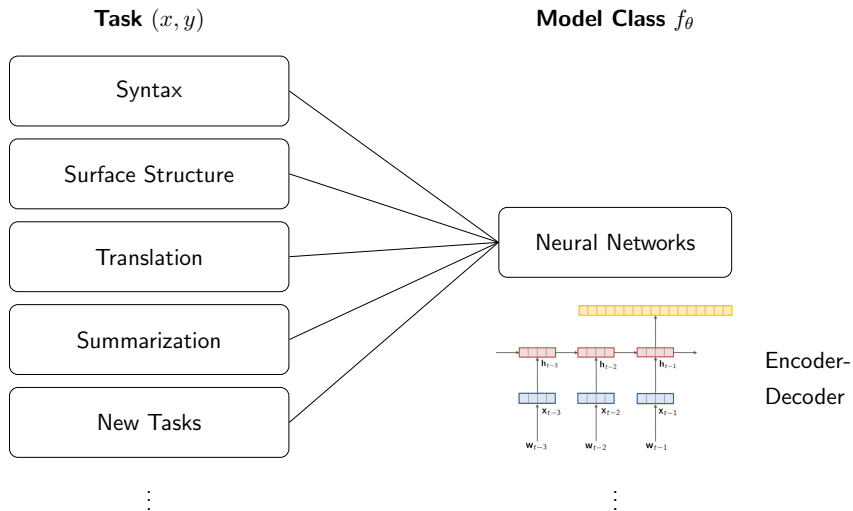 Task (x, y)
Model Class f_θ
Syntax
Surface Structure
Translation
Summarization
New Tasks
⋮
Neural Networks
h_{t−3} h_{t−2} h_{t−1}
x_{t−3} x_{t−2} x_{t−1}
w_{t−3} w_{t−2} w_{t−1}
Encoder-
Decoder
⋮